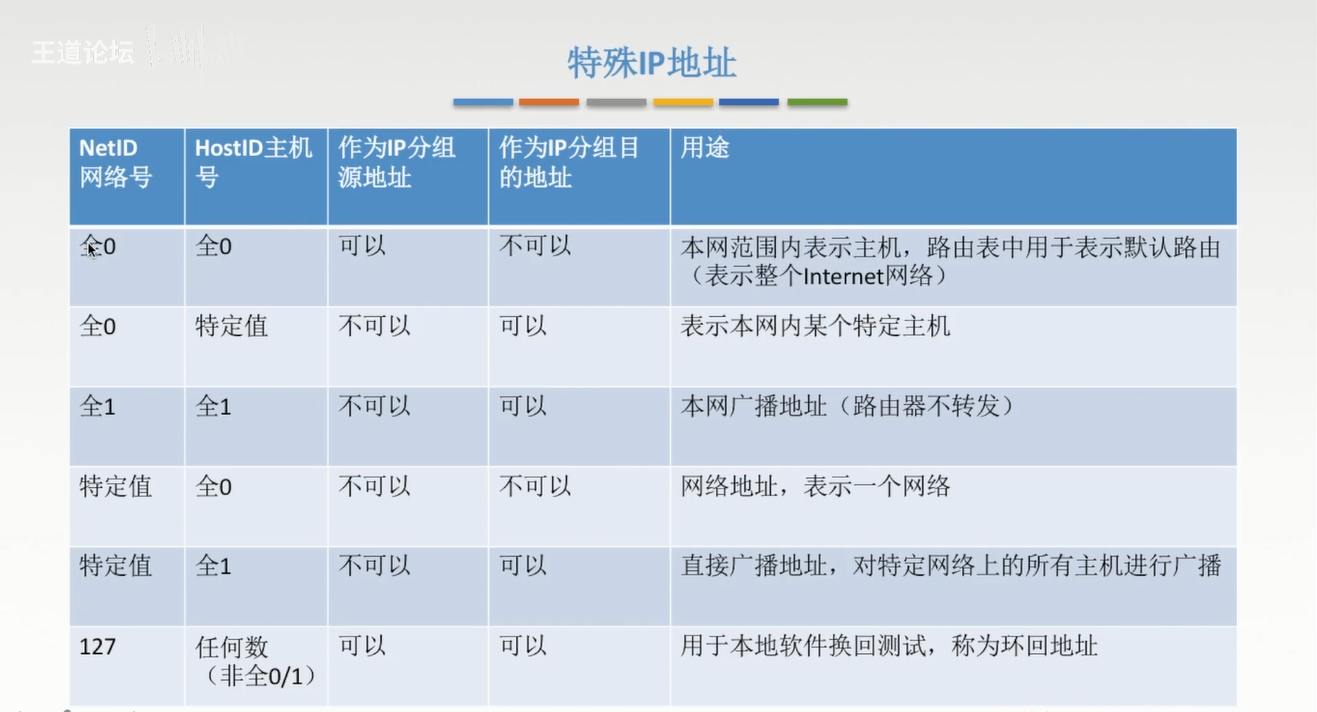 王道论坛
特殊IP地址
NetID
网络号
HostID主机
号
作为IP分组
源地址
作为IP分组目
的地址
用途
全0
全0
可以
不可以
本网范围内表示主机，路由表中用于表示默认路由
（表示整个Internet网络）
全0
特定值
不可以
可以
表示本网内某个特定主机
全1
全1
不可以
可以
本网广播地址（路由器不转发）
特定值
全0
不可以
不可以
网络地址，表示一个网络
特定值
全1
不可以
可以
直接广播地址，对特定网络上的所有主机进行广播
127
任何数
（非全0/1）
可以
可以
用于本地软件换回测试，称为环回地址